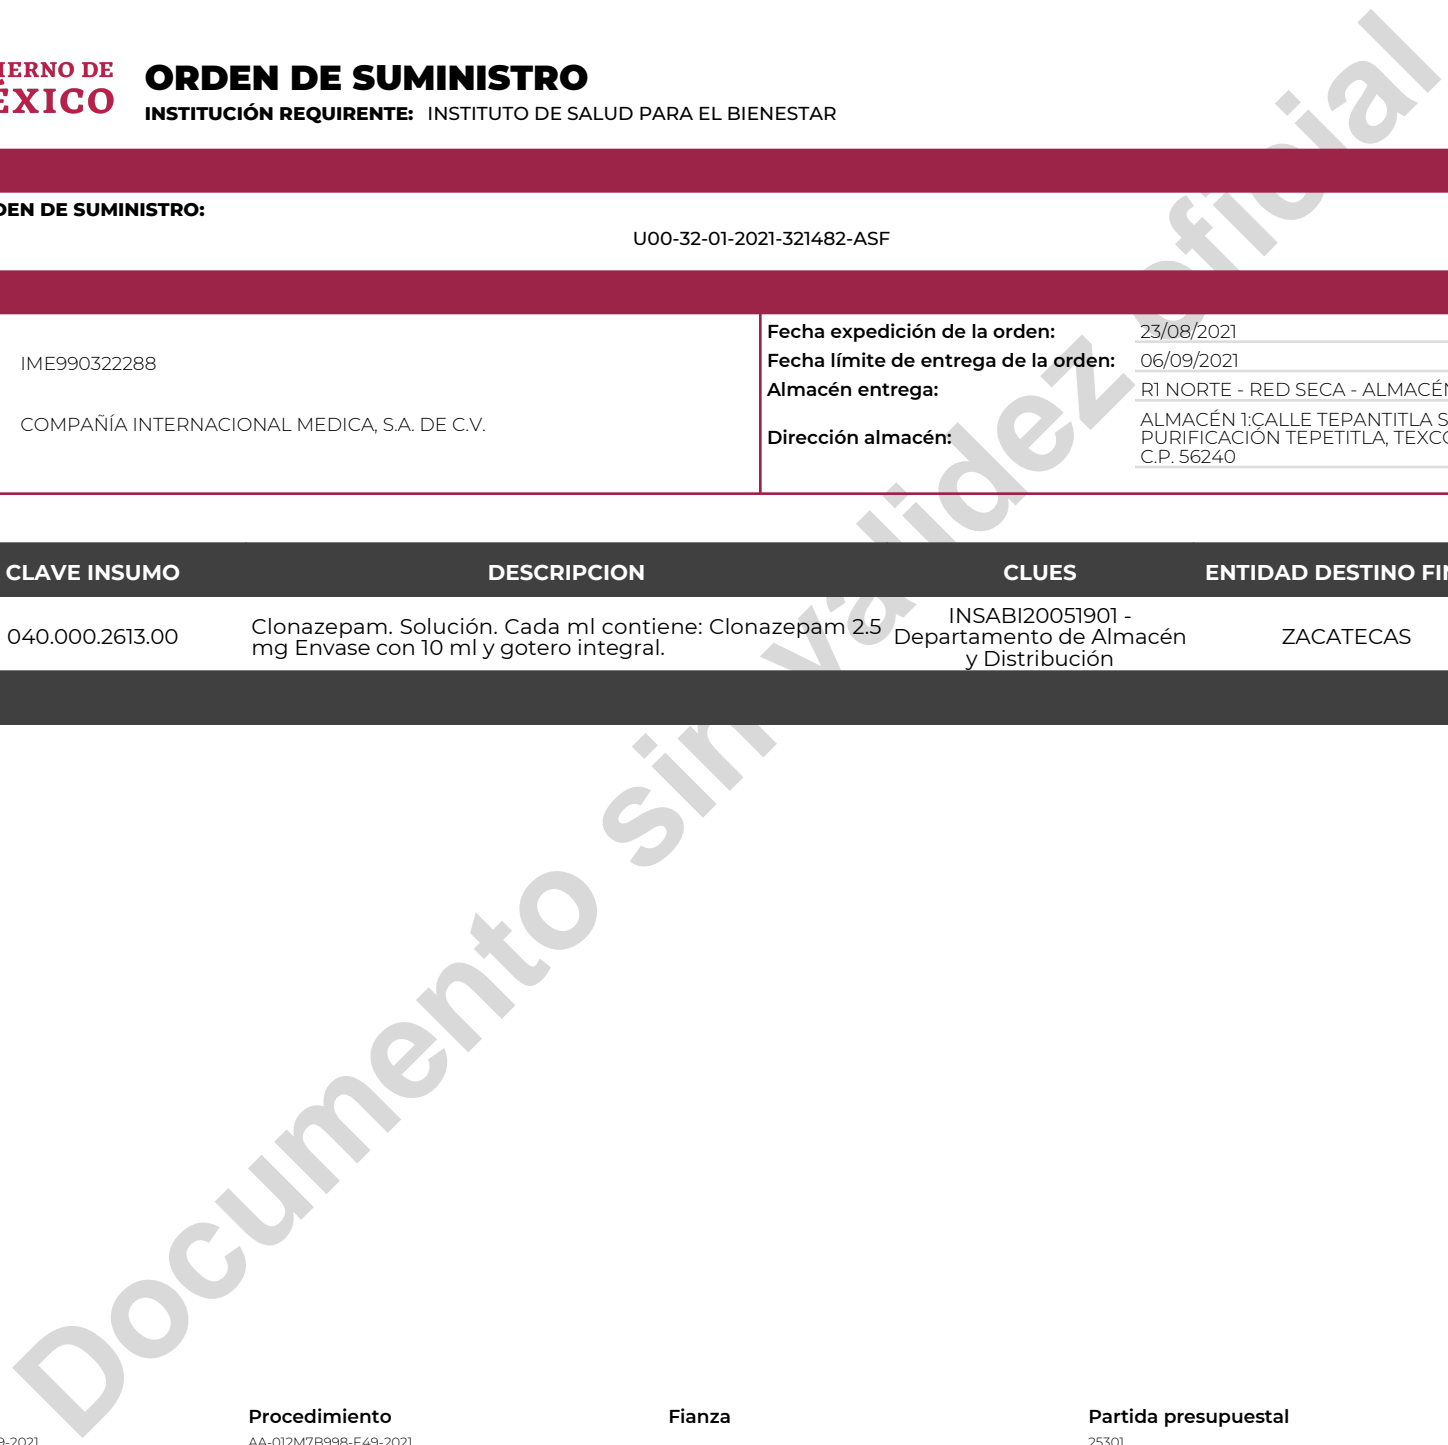 IERNO DE
ÉXICO
ORDEN DE SUMINISTRO
INSTITUCIÓN REQUIRENTE: INSTITUTO DE SALUD PARA EL BIENESTAR
DEN DE SUMINISTRO:
U00-32-01-2021-321482-ASF
IME990322288
COMPAÑÍA INTERNACIONAL MEDICA, S.A. DE C.V.
Fecha expedición de la orden: 23/08/2021
Fecha límite de entrega de la orden: 06/09/2021
Almacén entrega: R1 NORTE - RED SECA - ALMACÉN
Dirección almacén: ALMACÉN 1:CALLE TEPANTITLA S
PURIFICACIÓN TEPETITLA, TEXCO
C.P. 56240
CLAVE INSUMO DESCRIPCION CLUES ENTIDAD DESTINO FIN
040.000.2613.00
Clonazepam. Solución. Cada ml contiene: Clonazepam 2.5
mg Envase con 10 ml y gotero integral.
INSABI20051901 -
Departamento de Almacén
y Distribución
ZACATECAS
Documento sin validez oficial
Procedimiento Fianza Partida presupuestal
9-2021 AA-012M7B998-E49-2021 25301